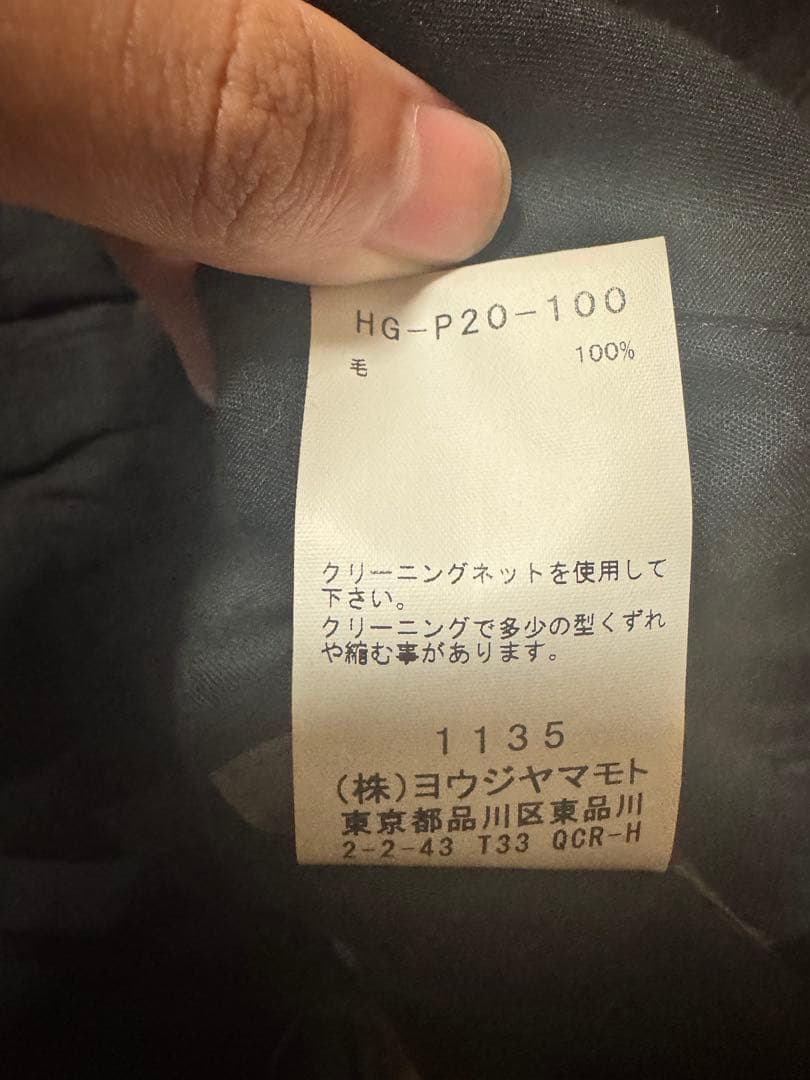 HG-P20-100
毛 100%
クリーニングネットを使用して
下さい。
クリーニングで多少の型くずれ
や縮む事があります。
1135
(株)ヨウジヤマモト
東京都品川区東品川
2-2-43 T33 QCR-H